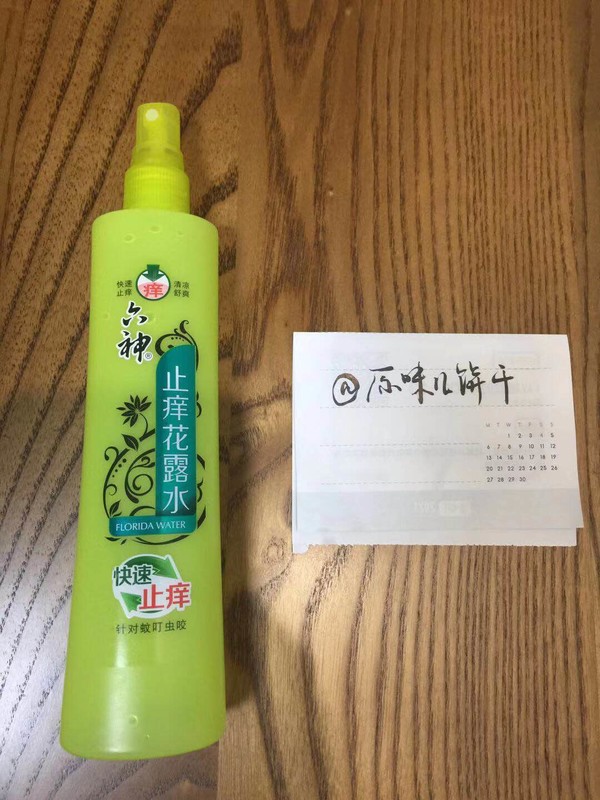 快速 清凉
止痒 舒爽
痒
六神®
止痒花露水
FLORIDA WATER
快速
止痒
针对蚊叮虫咬
@原味儿饼干
M T W T F S S
1 2 3 4 5
6 7 8 9 10 11 12
13 14 15 16 17 18 19
20 21 22 23 24 25 26
27 28 29 30